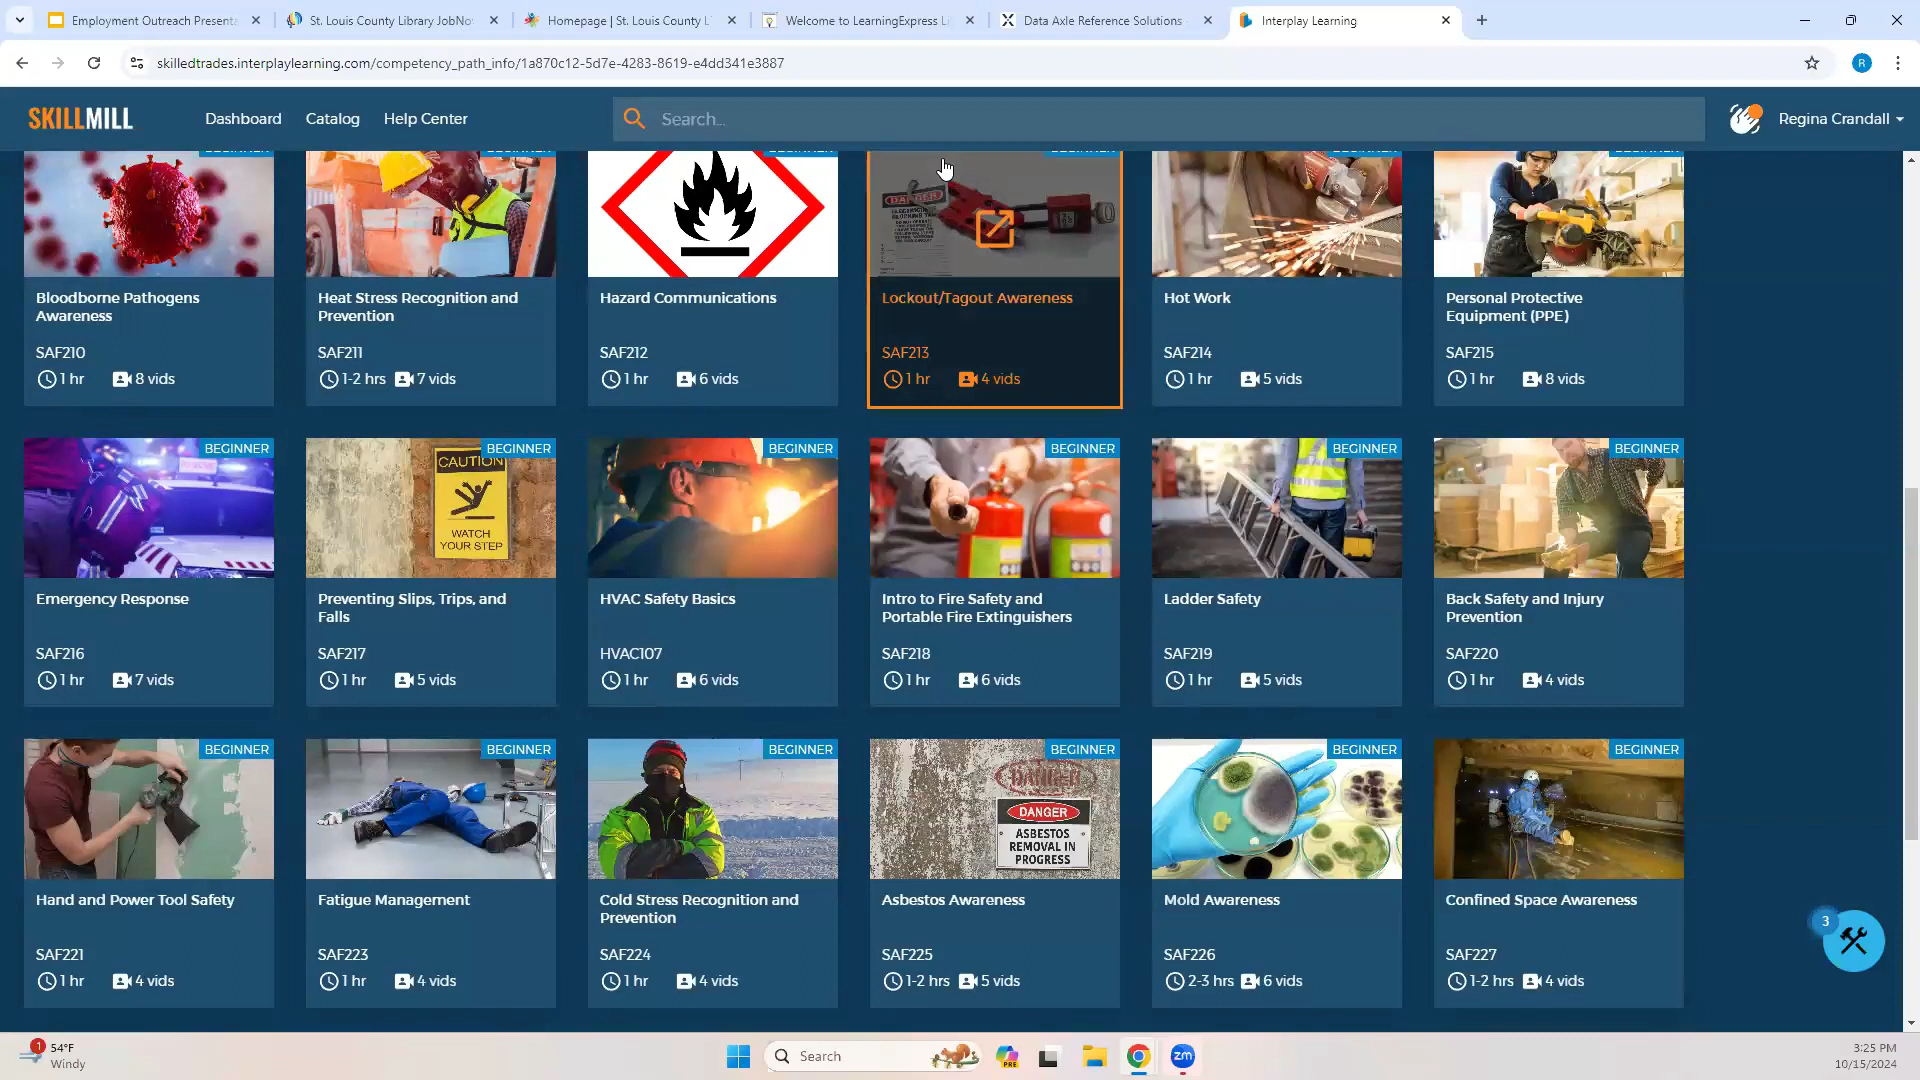 Employment Outreach Presenta
St. Louis County Library JobNo
Homepage | St. Louis County L
Welcome to LearningExpress Li
Data Axle Reference Solutions
Interplay Learning
skilledtrades.interplaylearning.com/competency_path_info/1a870c12-5d7e-4283-8619-e4dd341e3887
R
SKILLMILL
Dashboard
Catalog
Help Center
Search...
Regina Crandall
DANGER
Bloodborne Pathogens
Awareness
SAF210
1 hr
8 vids
Heat Stress Recognition and
Prevention
SAF211
1-2 hrs
7 vids
Hazard Communications
SAF212
1 hr
6 vids
Lockout/Tagout Awareness
SAF213
1 hr
4 vids
Hot Work
SAF214
1 hr
5 vids
Personal Protective
Equipment (PPE)
SAF215
1 hr
8 vids
BEGINNER
Emergency Response
SAF216
1 hr
7 vids
BEGINNER
CAUTION
WATCH
YOUR STEP
Preventing Slips, Trips, and
Falls
SAF217
1 hr
5 vids
BEGINNER
HVAC Safety Basics
HVAC107
1 hr
6 vids
BEGINNER
Intro to Fire Safety and
Portable Fire Extinguishers
SAF218
1 hr
6 vids
BEGINNER
Ladder Safety
SAF219
1 hr
5 vids
BEGINNER
Back Safety and Injury
Prevention
SAF220
1 hr
4 vids
BEGINNER
Hand and Power Tool Safety
SAF221
1 hr
4 vids
BEGINNER
Fatigue Management
SAF223
1 hr
4 vids
BEGINNER
Cold Stress Recognition and
Prevention
SAF224
1 hr
4 vids
BEGINNER
DANGER
DANGER
ASBESTOS
REMOVAL IN
PROGRESS
Asbestos Awareness
SAF225
1-2 hrs
5 vids
BEGINNER
Mold Awareness
SAF226
2-3 hrs
6 vids
BEGINNER
Confined Space Awareness
SAF227
1-2 hrs
4 vids
3
1
54°F
Windy
Search
PRE
zm
3:25 PM
10/15/2024